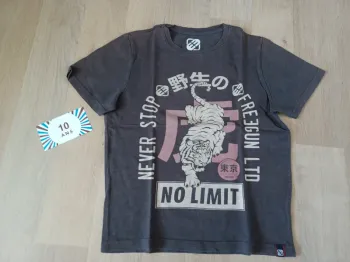 野生の
NEVER STOP
FREEGUN LTD
虎
東京
NO LIMIT
10
ANS